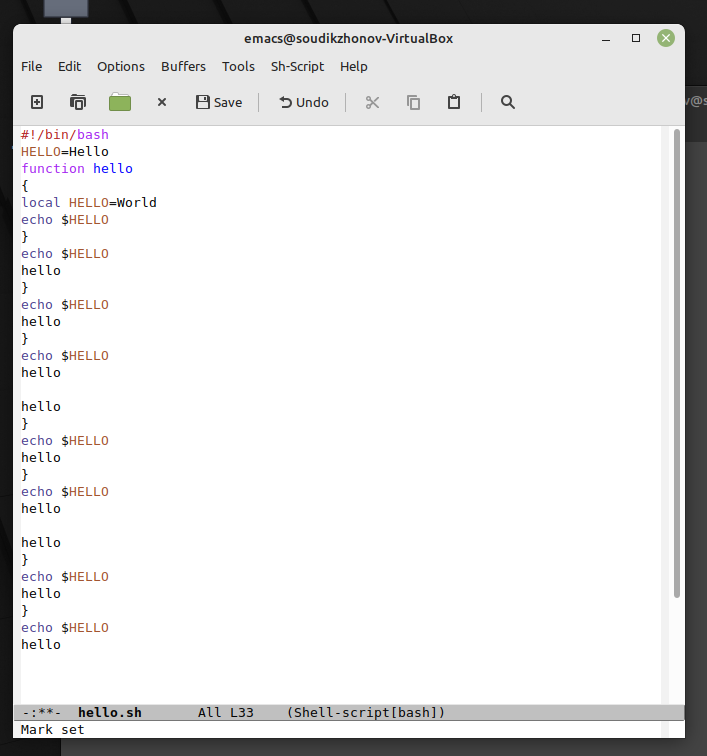 emacs@soudikzhonov-VirtualBox
File Edit Options Buffers Tools Sh-Script Help
Save Undo
#!/bin/bash
HELLO=Hello
function hello
{
local HELLO=World
echo $HELLO
}
echo $HELLO
hello
}
echo $HELLO
hello
}
echo $HELLO
hello
hello
}
echo $HELLO
hello
}
echo $HELLO
hello
hello
}
echo $HELLO
hello
}
echo $HELLO
hello
-:**- hello.sh All L33 (Shell-script[bash])
Mark set